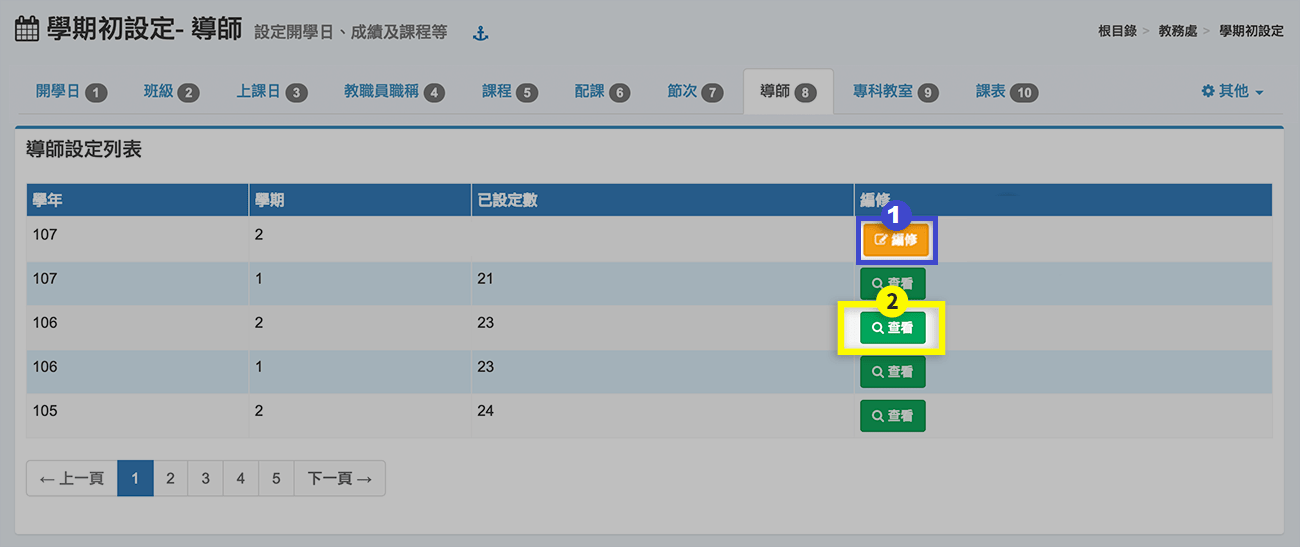 學期初設定- 導師 設定開學日、成績及課程等
根目錄 > 教務處 > 學期初設定
開學日 1 班級 2 上課日 3 教職員職稱 4 課程 5 配課 6 節次 7 導師 8 專科教室 9 課表 10 其他
導師設定列表
學年 學期 已設定數 編修
1
107 2 編修
107 1 21 查看
2
106 2 23 查看
106 1 23 查看
105 2 24 查看
← 上一頁 1 2 3 4 5 下一頁 →